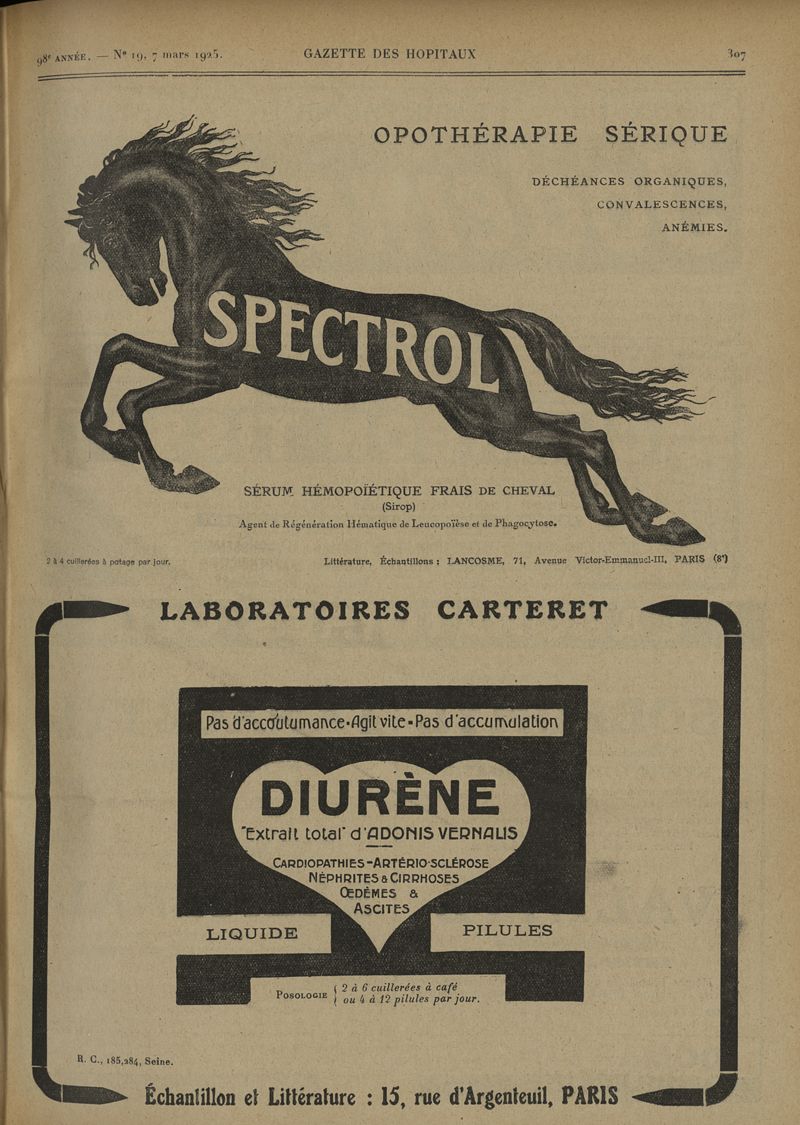 98e ANNÉE. — No 19, 7 mars 1925.
GAZETTE DES HOPITAUX
307
OPOTHÉRAPIE SÉRIQUE
DÉCHÉANCES ORGANIQUES,
CONVALESCENCES,
ANÉMIES.
SPECTROL
SÉRUM HÉMOPOÏÉTIQUE FRAIS DE CHEVAL
(Sirop)
Agent de Régénération Hématique de Leucopoïèse et de Phagocytose.
2 à 4 cuillerées à potage par jour.
Littérature, Échantillons : LANCOSME, 71, Avenue Victor-Emmanuel-III, PARIS (8e)
LABORATOIRES CARTERET
Pas d'accoutumance-Agit vite-Pas d'accumulation
DIURÈNE
"Extrait total" d'ADONIS VERNALIS
CARDIOPATHIES-ARTÉRIO-SCLÉROSE
NÉPHRITES & CIRRHOSES
ŒDÈMES &
ASCITES
LIQUIDE
PILULES
POSOLOGIE { 2 à 6 cuillerées à café
ou 4 à 12 pilules par jour.
R. C., 185,284, Seine.
Échantillon et Littérature : 15, rue d'Argenteuil, PARIS